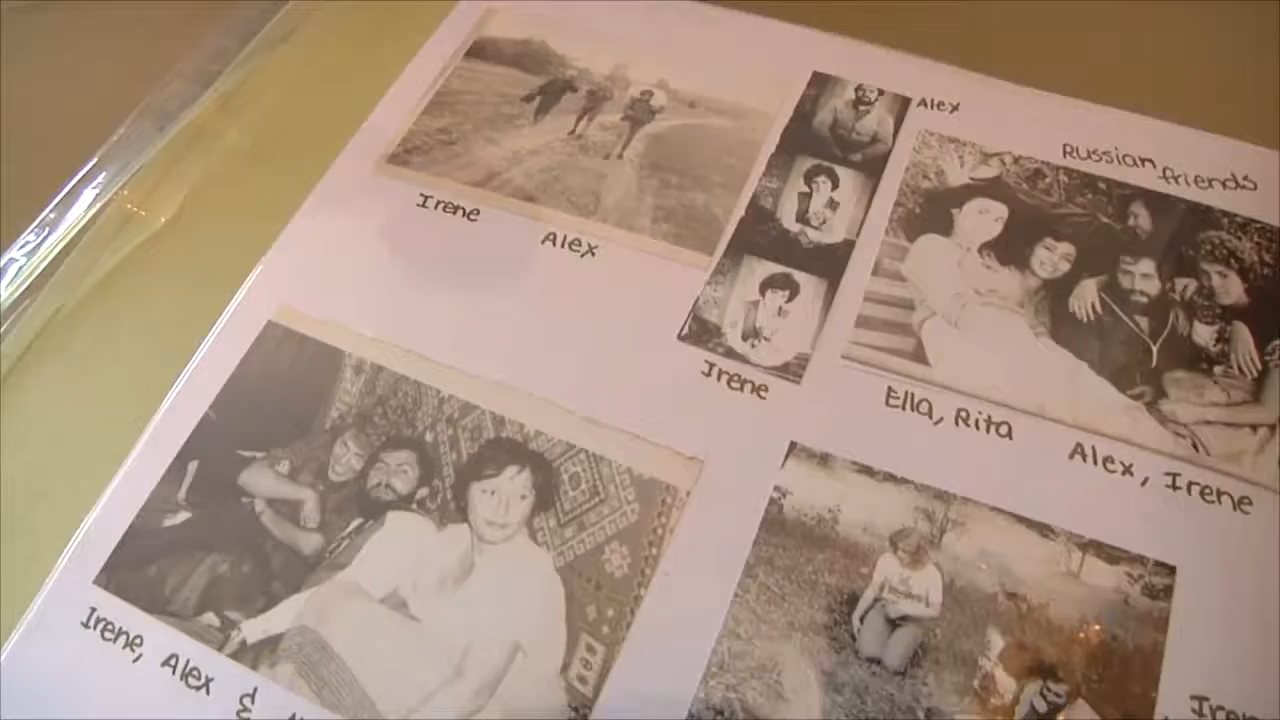 Alex
Russian friends
Irene
Alex
Irene
Ella, Rita
Alex, Irene
Irene, Alex &